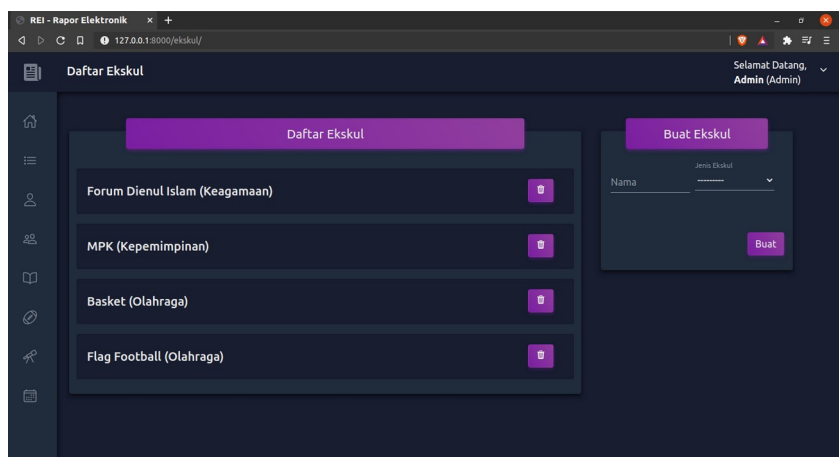 REI - Rapor Elektronik
127.0.0.1:8000/ekskul/
Daftar Ekskul
Selamat Datang,
Admin (Admin)
Daftar Ekskul
Forum Dienul Islam (Keagamaan)
MPK (Kepemimpinan)
Basket (Olahraga)
Flag Football (Olahraga)
Buat Ekskul
Jenis Ekskul
Nama
---------
Buat